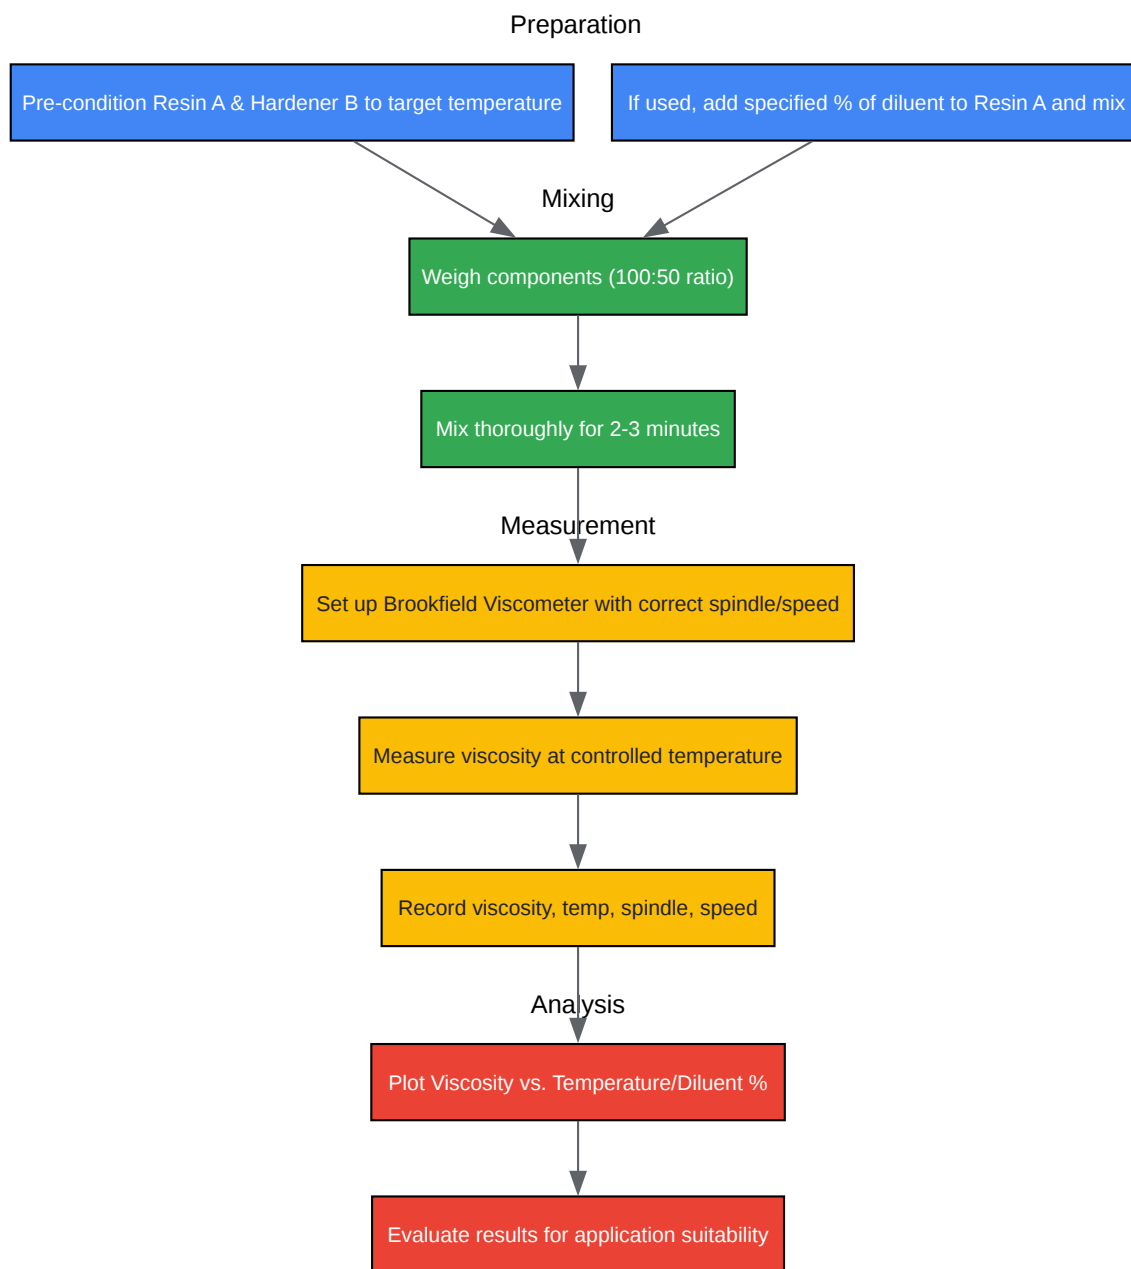 Preparation
Pre-condition Resin A & Hardener B to target temperature
If used, add specified % of diluent to Resin A and mix
Mixing
Weigh components (100:50 ratio)
Mix thoroughly for 2-3 minutes
Measurement
Set up Brookfield Viscometer with correct spindle/speed
Measure viscosity at controlled temperature
Record viscosity, temp, spindle, speed
Analysis
Plot Viscosity vs. Temperature/Diluent %
Evaluate results for application suitability